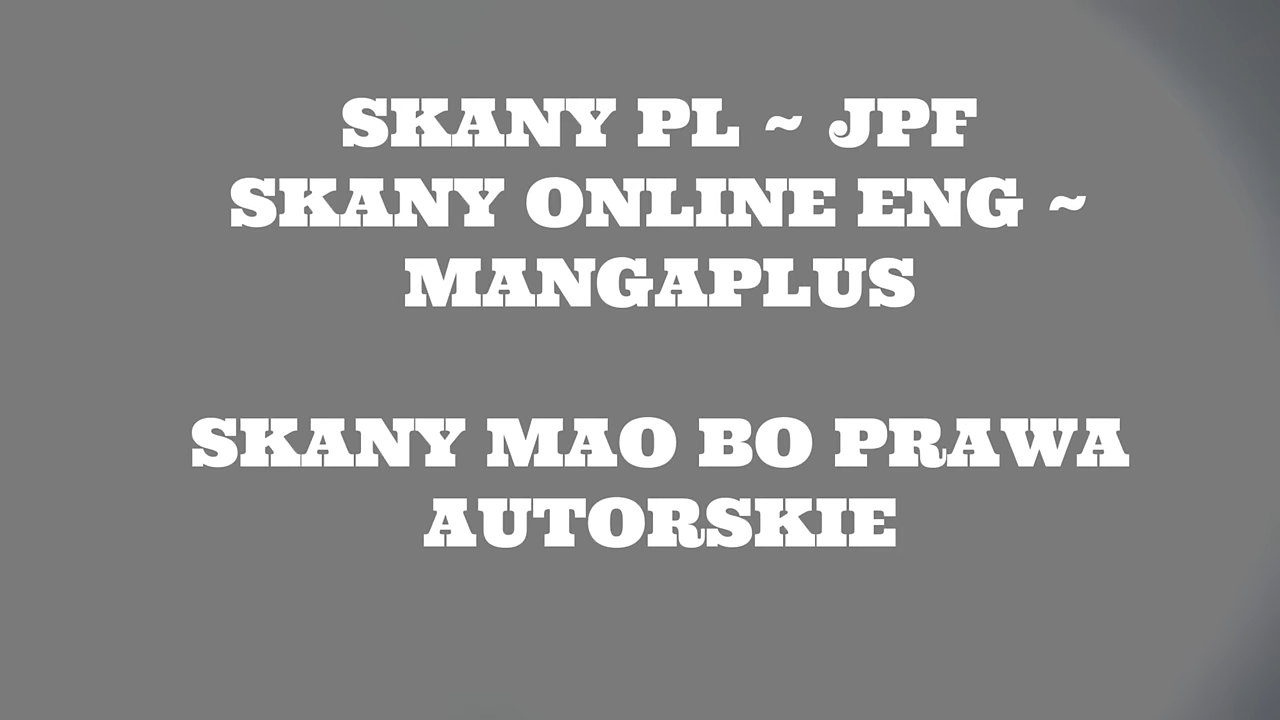 SKANY PL ~ JPF
SKANY ONLINE ENG ~
MANGAPLUS
SKANY MAO BO PRAWA
AUTORSKIE